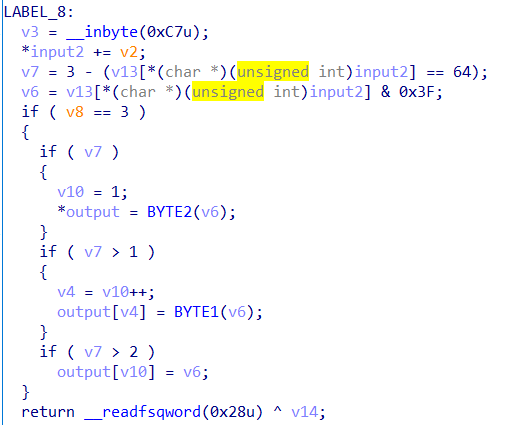 LABEL_8:
v3 = __inbyte(0xC7u);
*input2 += v2;
v7 = 3 - (v13[*(char *)(unsigned int)input2] == 64);
v6 = v13[*(char *)(unsigned int)input2] & 0x3F;
if ( v8 == 3 )
{
if ( v7 )
{
v10 = 1;
*output = BYTE2(v6);
}
if ( v7 > 1 )
{
v4 = v10++;
output[v4] = BYTE1(v6);
}
if ( v7 > 2 )
output[v10] = v6;
}
return __readfsqword(0x28u) ^ v14;